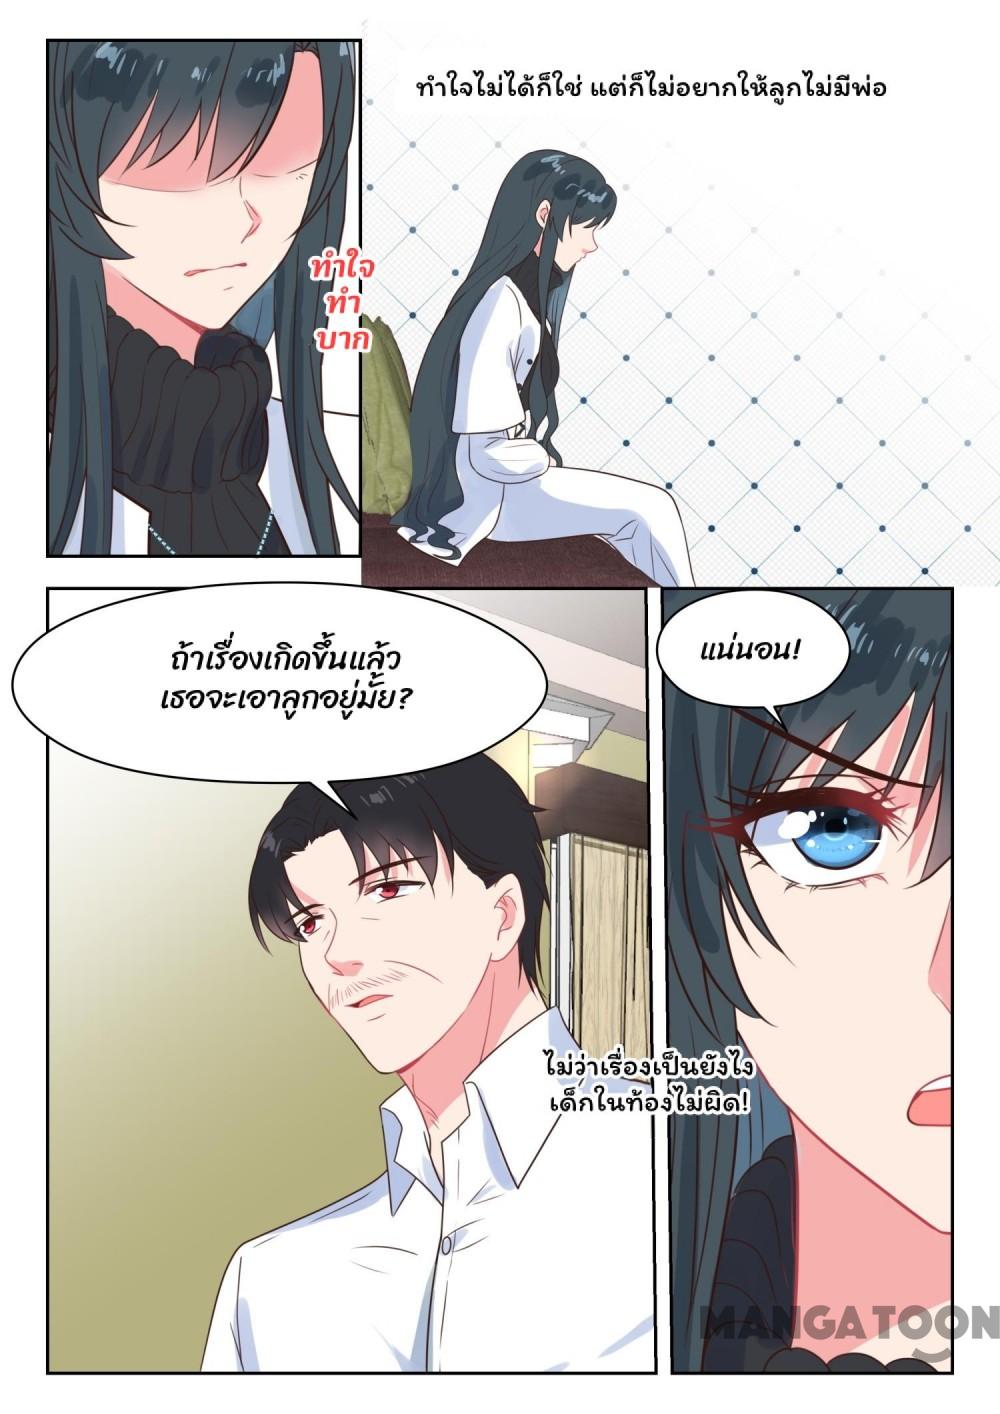 ทำใจไม่ได้ก็ใช่ แต่ก็ไม่อยากให้ลูกไม่มีพ่อ
ทำใจ
ทำ
บาก
ถ้าเรื่องเกิดขึ้นแล้ว
เธอจะเอาลูกอยู่มั้ย?
แน่นอน!
ไม่ว่าเรื่องเป็นยังไง
เด็กในท้องไม่ผิด!
MANGATOON